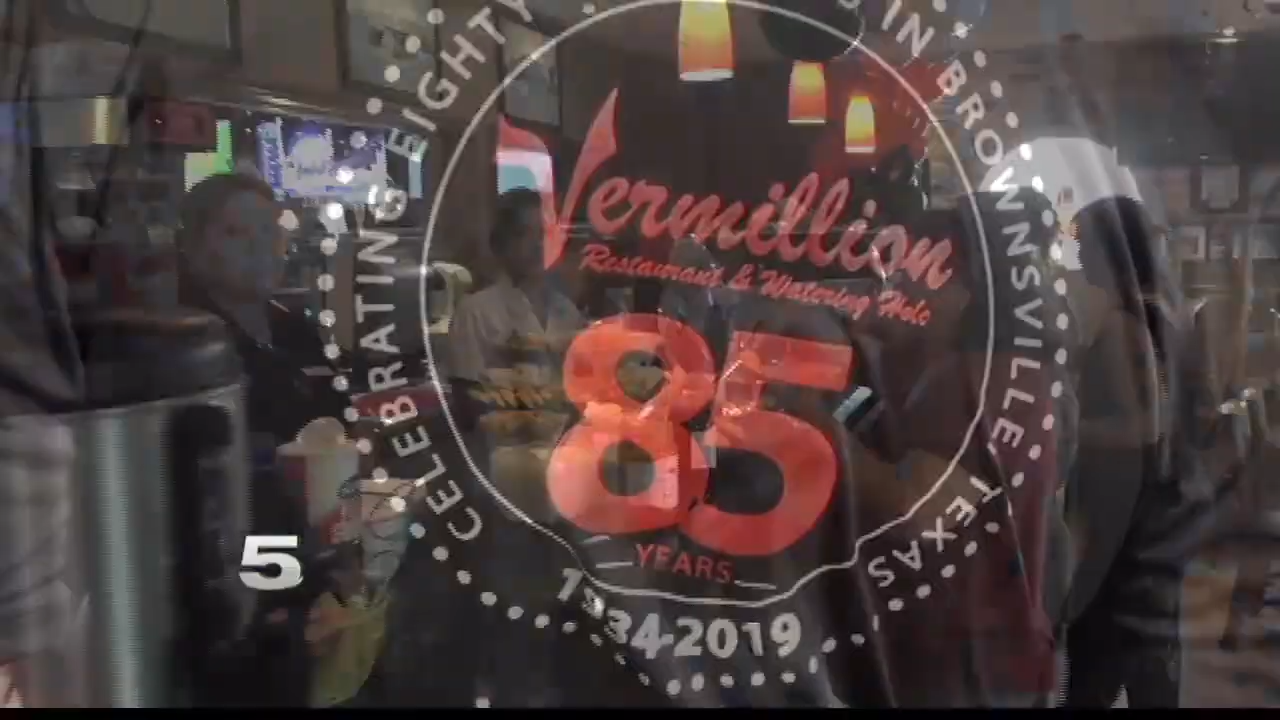 CELEBRATING EIGHTY
IN BROWNSVILLE, TEXAS
Vermillion
Restaurant & Watering Hole
85
YEARS
1934-2019
5